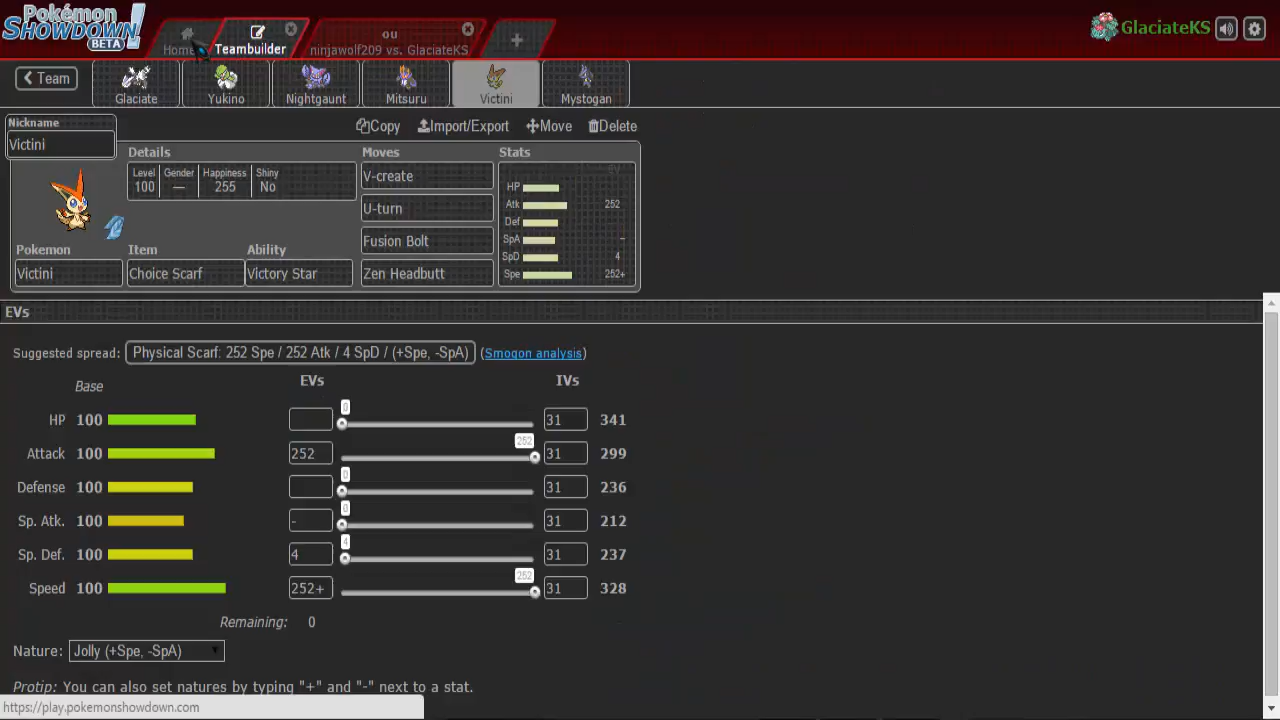 Pokémon
SHOWDOWN!
BETA
Home
Teambuilder
ou
ninjawolf209 vs. GlaciateKS
GlaciateKS
Team
Glaciate
Yukino
Nightgaunt
Mitsuru
Victini
Mystogan
Copy
Import/Export
Move
Delete
Nickname
Victini
Details
Level
100
Gender
—
Happiness
255
Shiny
No
Pokemon
Victini
Item
Choice Scarf
Ability
Victory Star
Moves
V-create
U-turn
Fusion Bolt
Zen Headbutt
Stats
EV
HP
Atk 252
Def
SpA –
SpD 4
Spe 252+
EVs
Suggested spread: Physical Scarf: 252 Spe / 252 Atk / 4 SpD / (+Spe, -SpA) (Smogon analysis)
Base EVs IVs
HP 100 0 31 341
Attack 100 252 252 31 299
Defense 100 0 31 236
Sp. Atk. 100 - 0 31 212
Sp. Def. 100 4 4 31 237
Speed 100 252+ 252 31 328
Remaining: 0
Nature: Jolly (+Spe, -SpA)
Protip: You can also set natures by typing "+" and "-" next to a stat.
https://play.pokemonshowdown.com